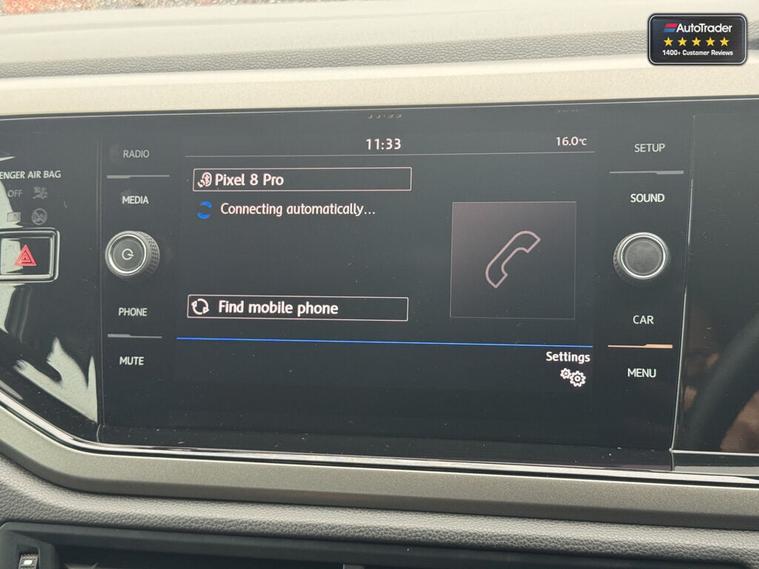 AutoTrader
1400+ Customer Reviews
11:33
16.0°C
RADIO
SETUP
ENGER AIR BAG
OFF
Pixel 8 Pro
MEDIA
SOUND
Connecting automatically...
PHONE
Find mobile phone
CAR
MUTE
Settings
MENU